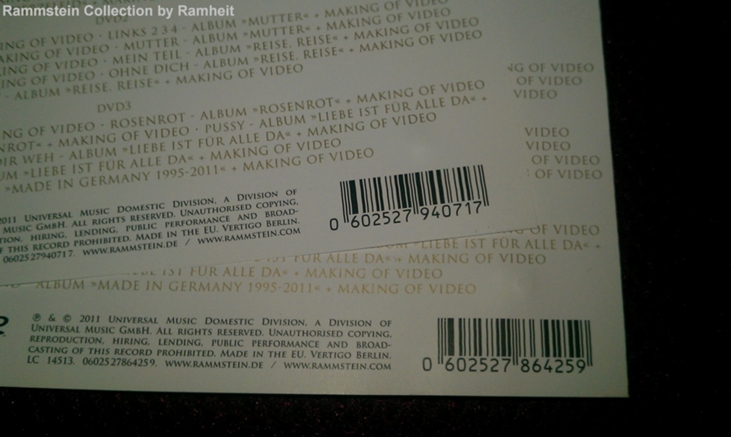 Rammstein Collection by Ramheit
DVD2
ING OF VIDEO · LINKS 2 3 4 · ALBUM »MUTTER« + MAKING OF VIDEO
KING OF VIDEO · MUTTER · ALBUM »MUTTER« + MAKING OF VIDEO
KING OF VIDEO · MEIN TEIL · ALBUM »REISE, REISE« + MAKING OF VIDEO
NG OF VIDEO · OHNE DICH · ALBUM »REISE, REISE« + MAKING OF VIDEO
· ALBUM »REISE, REISE« + MAKING OF VIDEO
DVD3
NG OF VIDEO · ROSENROT · ALBUM »ROSENROT« + MAKING OF VIDEO
NROT« + MAKING OF VIDEO · PUSSY · ALBUM »LIEBE IST FÜR ALLE DA« +
DIR WEH · ALBUM »LIEBE IST FÜR ALLE DA« + MAKING OF VIDEO
UM »LIEBE IST FÜR ALLE DA« + MAKING OF VIDEO
»MADE IN GERMANY 1995-2011« + MAKING OF VIDEO
NG OF VIDEO
OF VIDEO
VIDEO
VIDEO
VIDEO
OF VIDEO
OF VIDEO
2011 UNIVERSAL MUSIC DOMESTIC DIVISION, A DIVISION OF
MUSIC GMBH. ALL RIGHTS RESERVED. UNAUTHORISED COPYING,
TION, HIRING, LENDING, PUBLIC PERFORMANCE AND BROAD-
F THIS RECORD PROHIBITED. MADE IN THE EU. VERTIGO BERLIN.
0602527940717. WWW.RAMMSTEIN.DE / WWW.RAMMSTEIN.COM
0 602527 940717
OF VIDEO
UM »LIEBE IST FÜR ALLE DA« +
IST FÜR ALLE DA« + MAKING OF VIDEO
EBE IST FÜR ALLE DA« + MAKING OF VIDEO
ALBUM »MADE IN GERMANY 1995-2011« + MAKING OF VIDEO
℗ & © 2011 UNIVERSAL MUSIC DOMESTIC DIVISION, A DIVISION OF
UNIVERSAL MUSIC GMBH. ALL RIGHTS RESERVED. UNAUTHORISED COPYING,
REPRODUCTION, HIRING, LENDING, PUBLIC PERFORMANCE AND BROAD-
CASTING OF THIS RECORD PROHIBITED. MADE IN THE EU. VERTIGO BERLIN.
LC 14513. 0602527864259. WWW.RAMMSTEIN.DE / WWW.RAMMSTEIN.COM
0 602527 864259